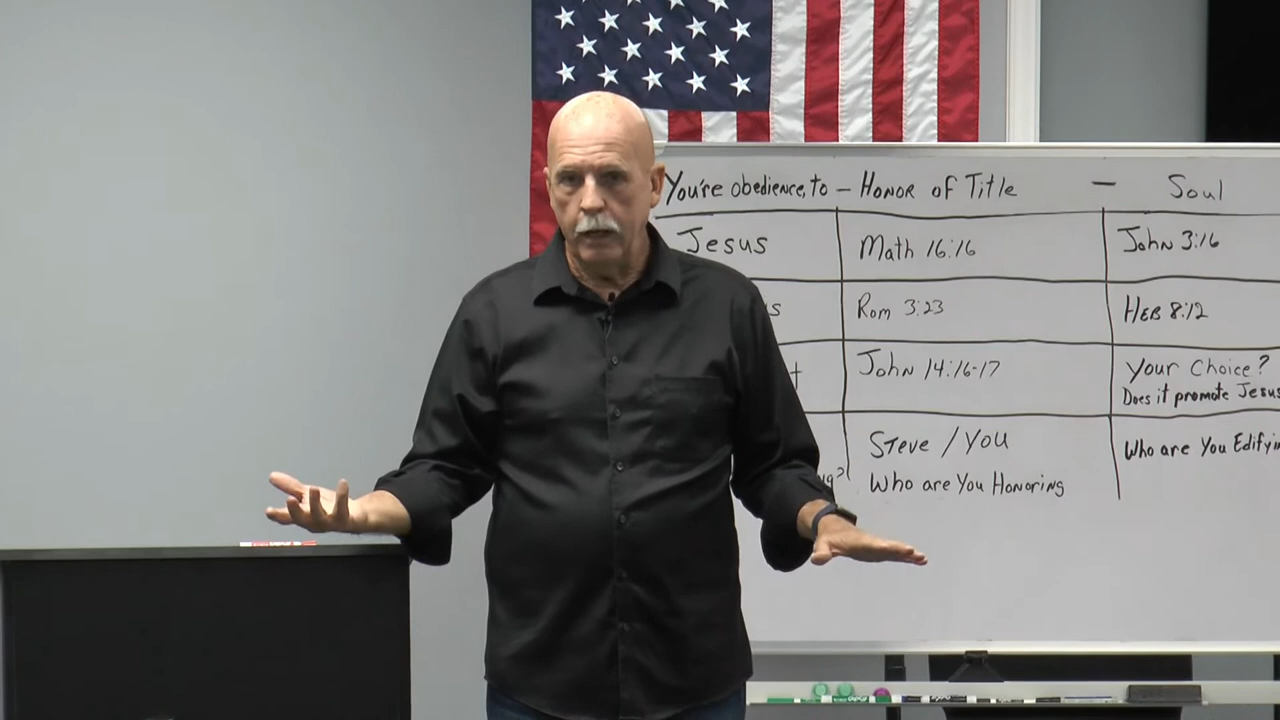 You're obedience, to – Honor of Title – Soul
Jesus Math 16:16 John 3:16
Rom 3:23 Heb 8:12
John 14:16-17 Your Choice?
Does it promote Jesus
Steve / You Who are You
Who are You Honoring